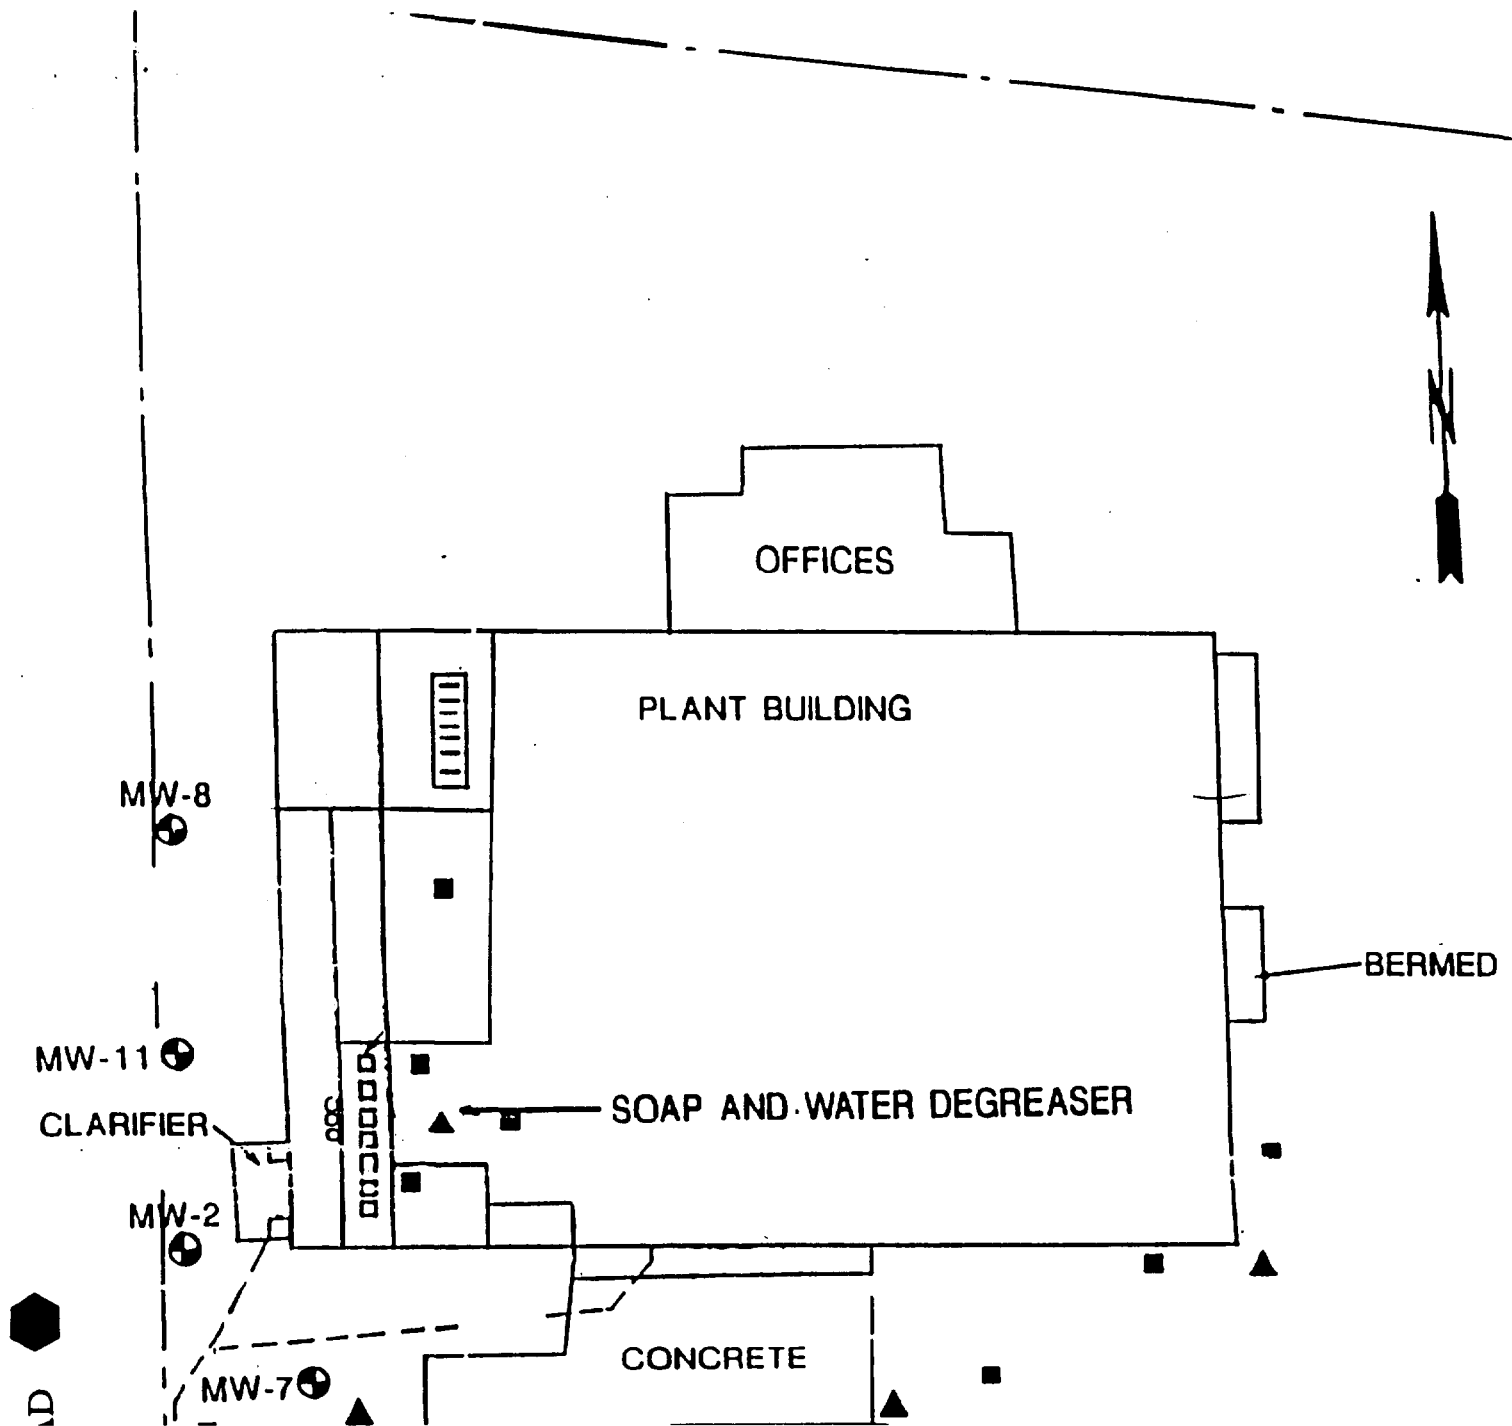 N
OFFICES
PLANT BUILDING
MW-8
BERMED
MW-11
SOAP AND WATER DEGREASER
CLARIFIER
MW-2
CONCRETE
MW-7